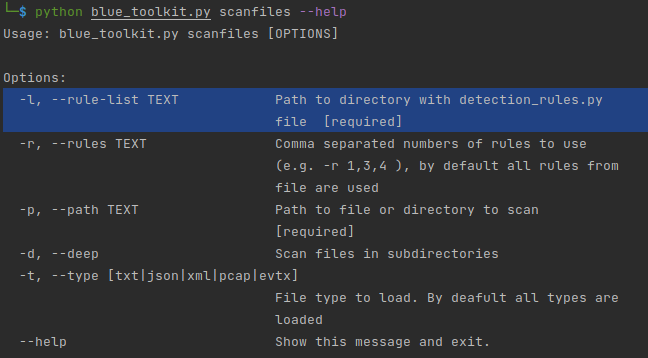 └─$ python blue_toolkit.py scanfiles --help
Usage: blue_toolkit.py scanfiles [OPTIONS]
Options:
-l, --rule-list TEXT Path to directory with detection_rules.py
file [required]
-r, --rules TEXT Comma separated numbers of rules to use
(e.g. -r 1,3,4 ), by default all rules from
file are used
-p, --path TEXT Path to file or directory to scan
[required]
-d, --deep Scan files in subdirectories
-t, --type [txt|json|xml|pcap|evtx]
File type to load. By deafult all types are
loaded
--help Show this message and exit.